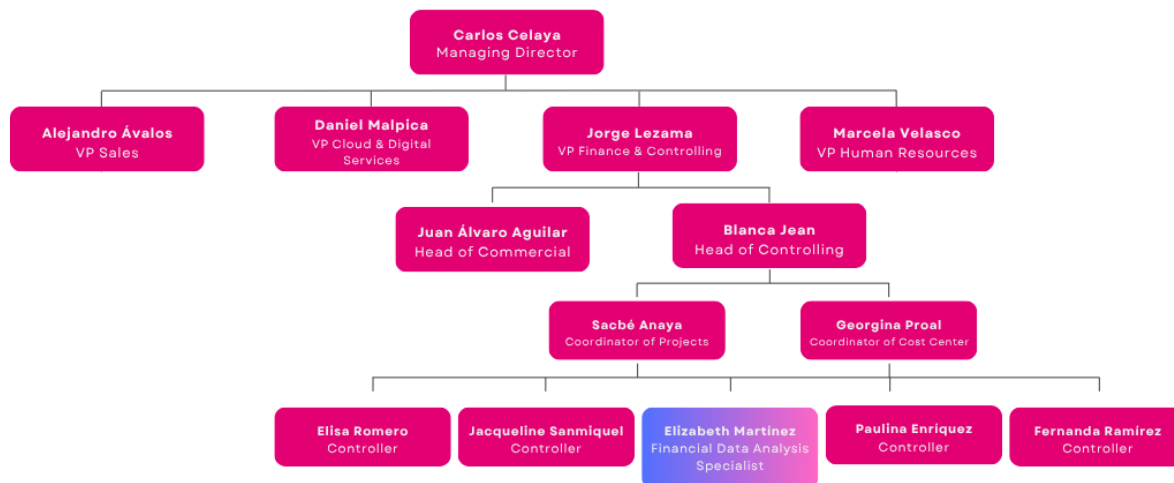 Carlos Celaya
Managing Director
Alejandro Ávalos
VP Sales
Daniel Malpica
VP Cloud & Digital
Services
Jorge Lezama
VP Finance & Controlling
Marcela Velasco
VP Human Resources
Juan Álvaro Aguilar
Head of Commercial
Blanca Jean
Head of Controlling
Sacbé Anaya
Coordinator of Projects
Georgina Proal
Coordinator of Cost Center
Elisa Romero
Controller
Jacqueline Sanmiquel
Controller
Elizabeth Martínez
Financial Data Analysis
Specialist
Paulina Enríquez
Controller
Fernanda Ramírez
Controller